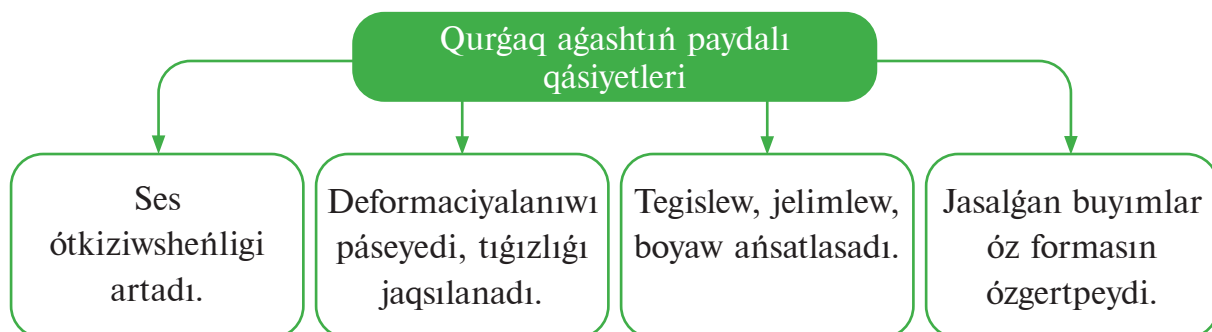 Qurǵaq aǵashtıń paydalı
qásiyetleri
Ses
ótkiziwsheńligi
artadı.
Deformaciyalanıwı
páseyedi, tıǵızlıǵı
jaqsılanadı.
Tegislew, jelimlew,
boyaw ańsatlasadı.
Jasalǵan buyımlar
óz formasın
ózgertpeydi.